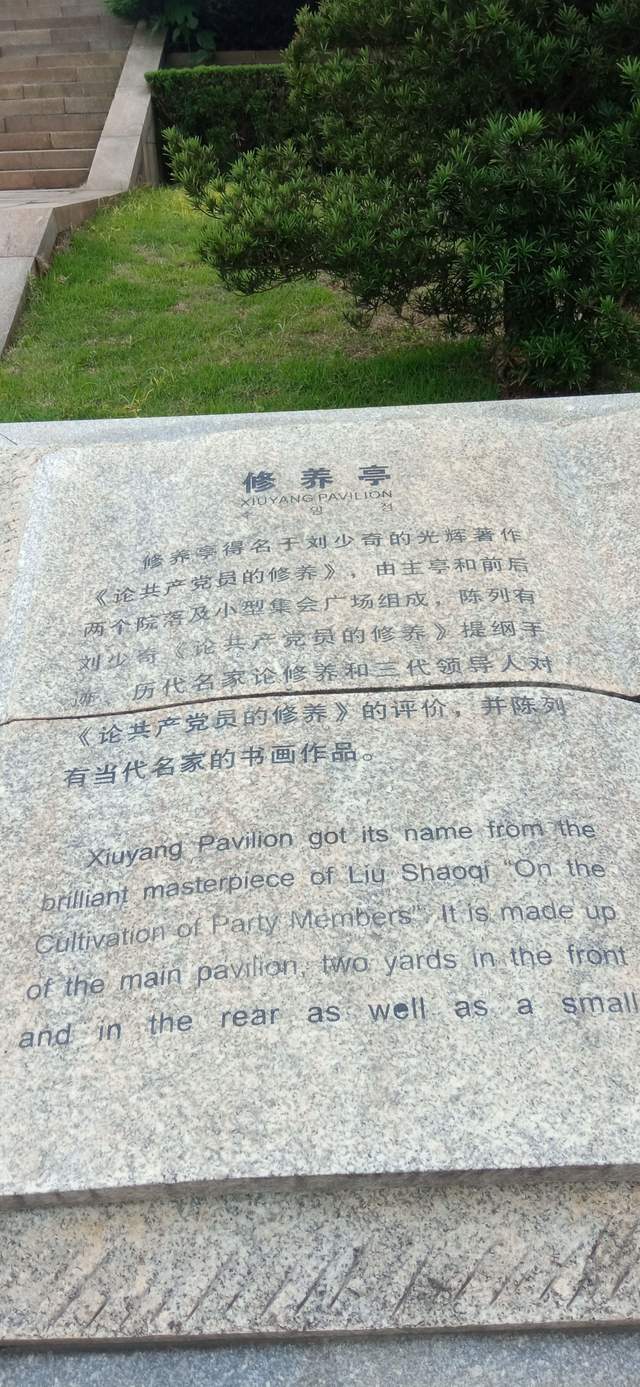 修养亭
XIUYANG PAVILION
수 양 정
修养亭得名于刘少奇的光辉著作
《论共产党员的修养》，由主亭和前后
两个院落及小型集会广场组成，陈列有
刘少奇《论共产党员的修养》提纲手
迹、历代名家论修养和三代领导人对
《论共产党员的修养》的评价，并陈列
有当代名家的书画作品。
Xiuyang Pavilion got its name from the
brilliant masterpiece of Liu Shaoqi "On the
Cultivation of Party Members". It is made up
of the main pavilion, two yards in the front
and in the rear as well as a small